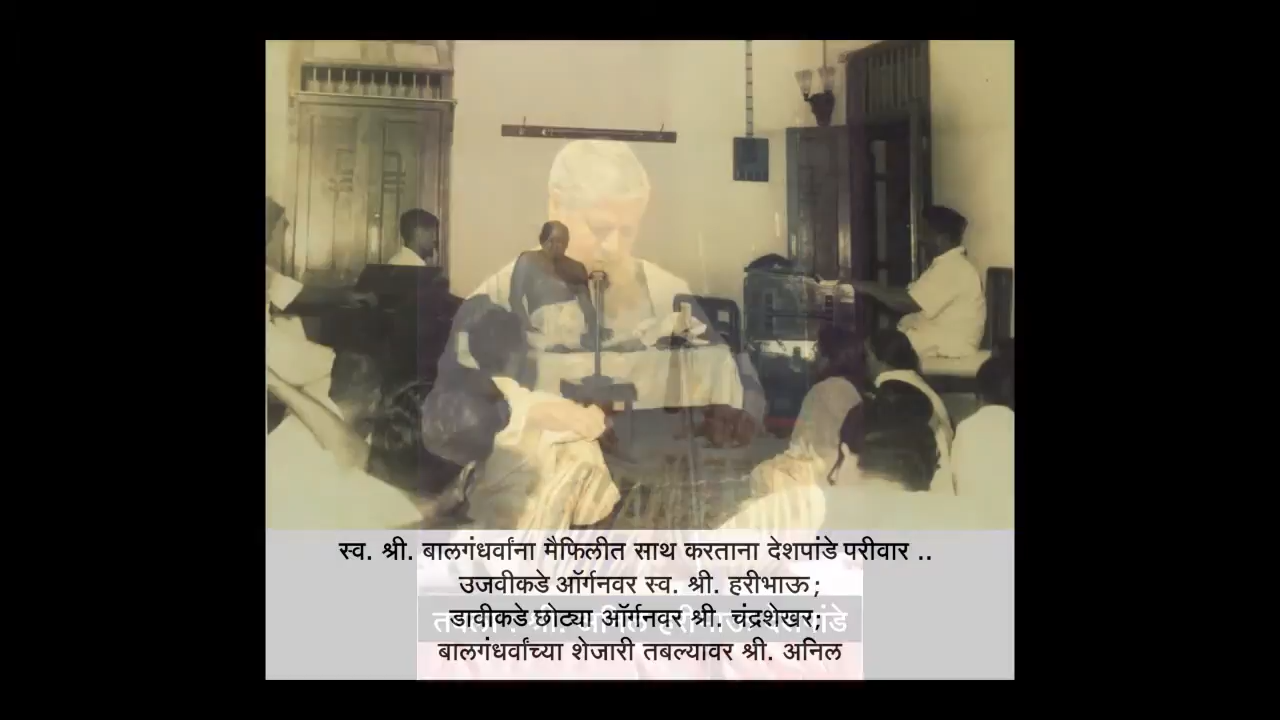 स्व. श्री. बालगंधर्वांना मैफिलीत साथ करताना देशपांडे परीवार ..
उजवीकडे ऑर्गनवर स्व. श्री. हरीभाऊ;
डावीकडे छोट्या ऑर्गनवर श्री. चंद्रशेखर;
बालगंधर्वांच्या शेजारी तबल्यावर श्री. अनिल